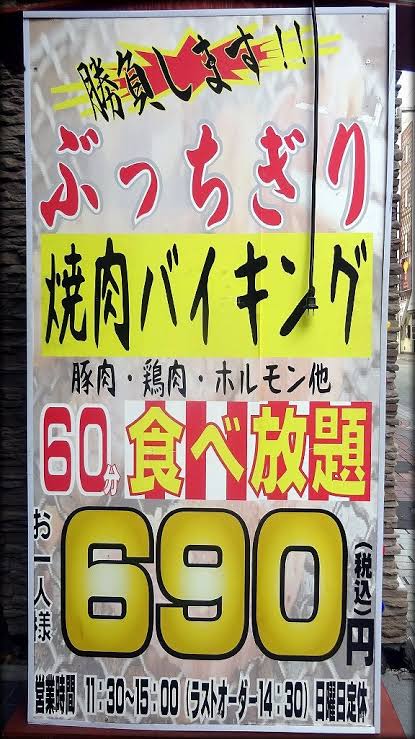 勝負します!!
ぶっちぎり
焼肉バイキング
豚肉・鶏肉・ホルモン他
60分食べ放題
お一人様690円(税込)
営業時間 11:30~15:00(ラストオーダー14:30)日曜日定休